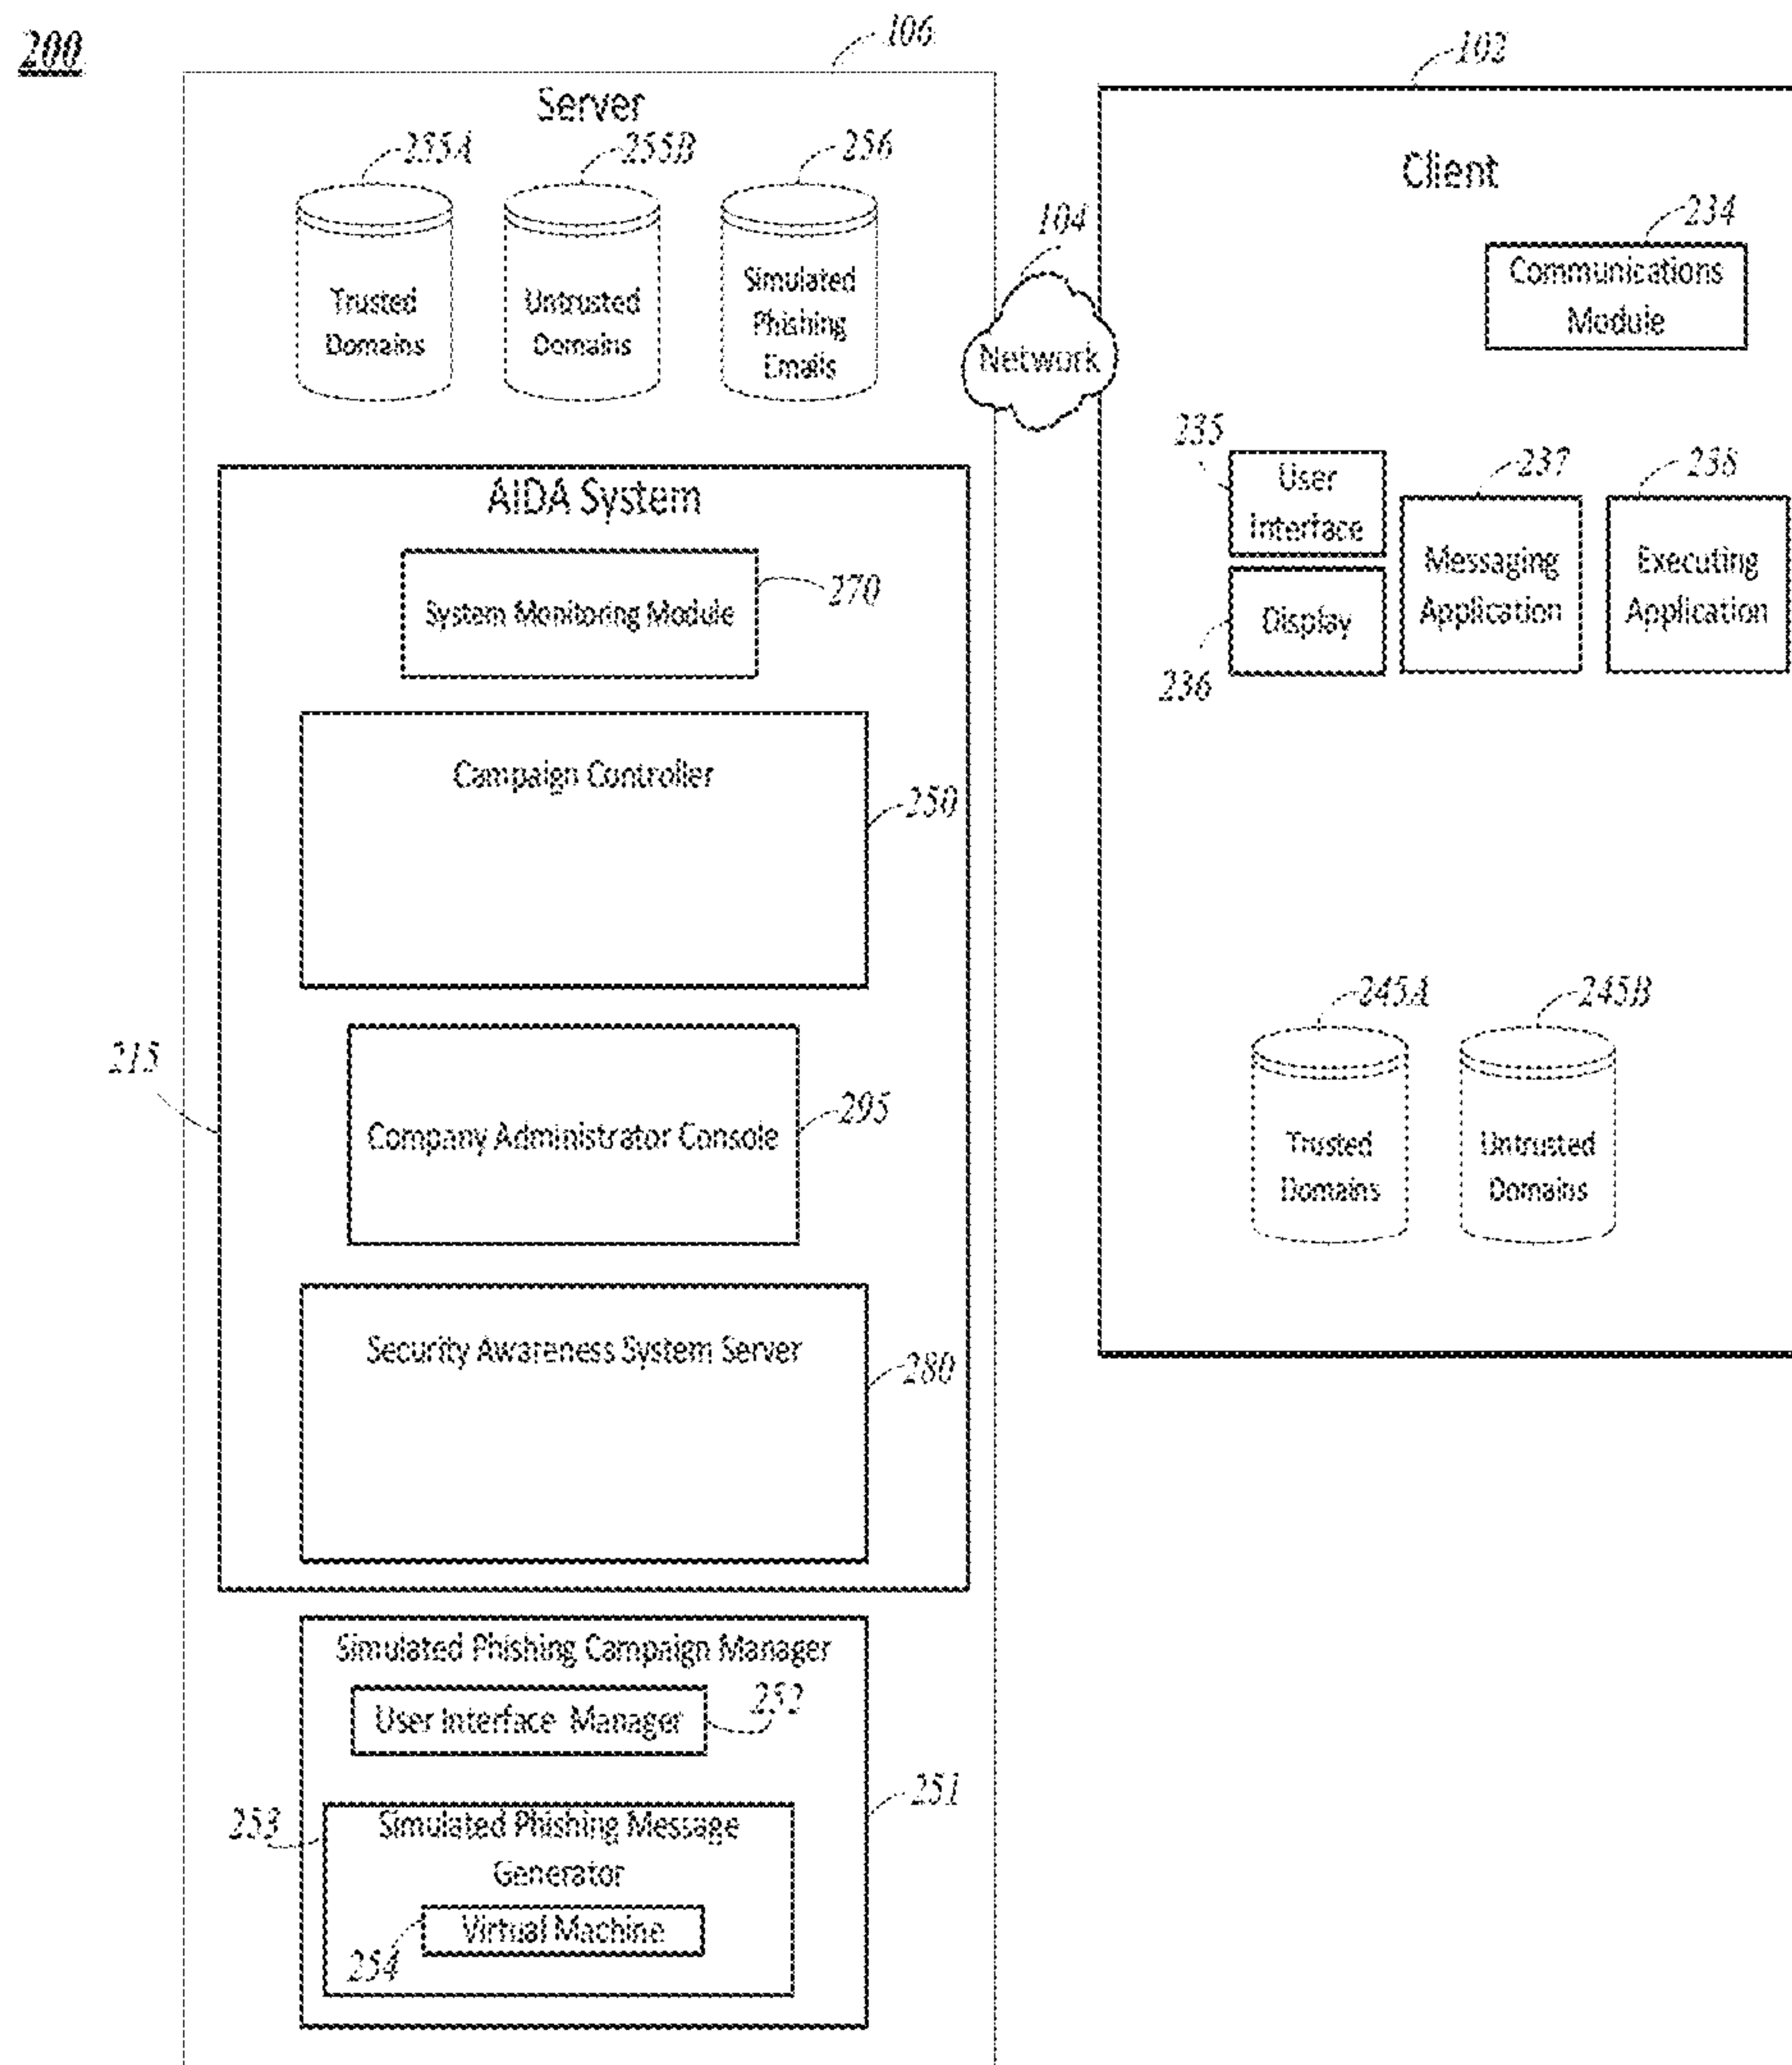 200
106
Server
255A
255B
256
Trusted
Domains
Untrusted
Domains
Simulated
Phishing
Emails
104
Network
AIDA System
System Monitoring Module
270
Campaign Controller
250
215
Company Administrator Console
295
Security Awareness System Server
280
Simulated Phishing Campaign Manager
User Interface Manager
252
251
253
Simulated Phishing Message
Generator
Virtual Machine
254
102
Client
234
Communications
Module
235
User
Interface
237
Messaging
Application
238
Executing
Application
Display
236
245A
245B
Trusted
Domains
Untrusted
Domains